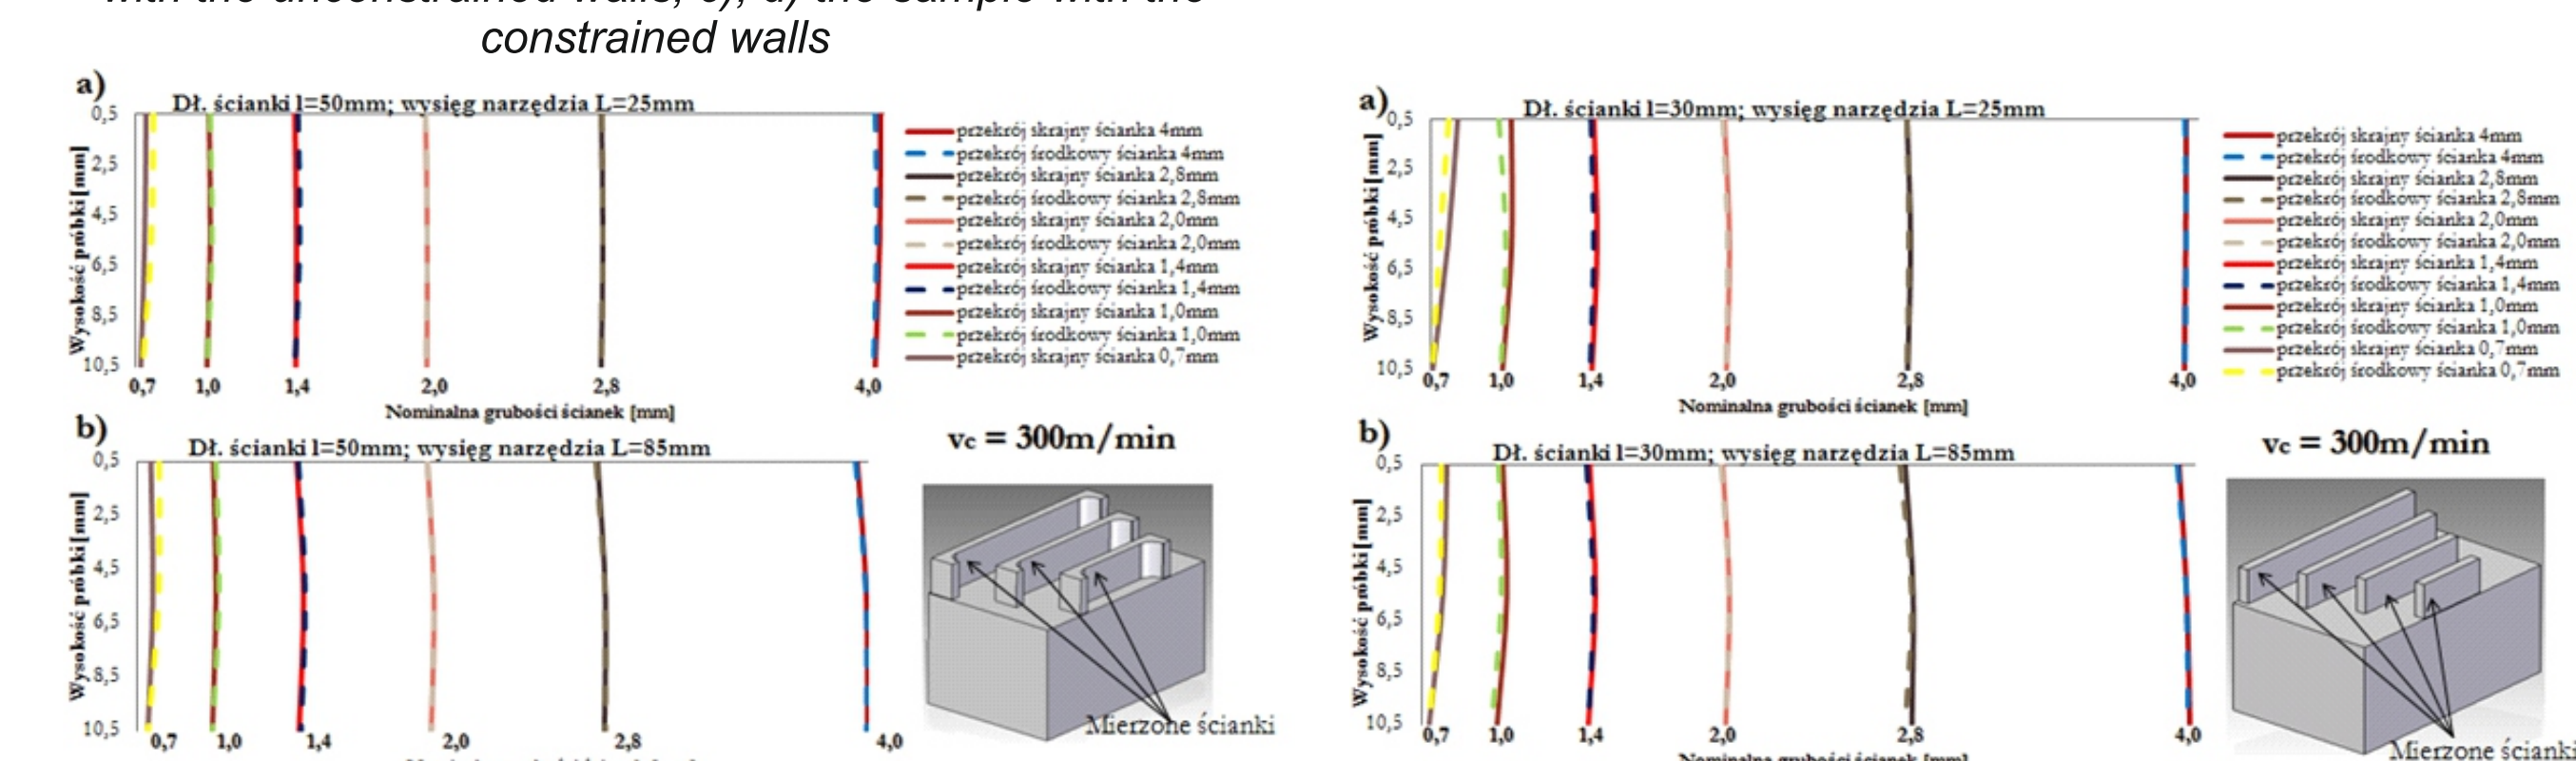 constrained walls
a)
Dł. ścianki l=50mm; wysięg narzędzia L=25mm
Wysokość próbki [mm]
0,5
2,5
4,5
6,5
8,5
10,5
0,7 1,0 1,4 2,0 2,8 4,0
Nominalna grubości ścianek [mm]
przekrój skrajny ścianka 4mm
przekrój środkowy ścianka 4mm
przekrój skrajny ścianka 2,8mm
przekrój środkowy ścianka 2,8mm
przekrój skrajny ścianka 2,0mm
przekrój środkowy ścianka 2,0mm
przekrój skrajny ścianka 1,4mm
przekrój środkowy ścianka 1,4mm
przekrój skrajny ścianka 1,0mm
przekrój środkowy ścianka 1,0mm
przekrój skrajny ścianka 0,7mm
b)
Dł. ścianki l=50mm; wysięg narzędzia L=85mm
Wysokość próbki [mm]
0,5
2,5
4,5
6,5
8,5
10,5
0,7 1,0 1,4 2,0 2,8 4,0
vc = 300m/min
Mierzone ścianki
a)
Dł. ścianki l=30mm; wysięg narzędzia L=25mm
Wysokość próbki [mm]
0,5
2,5
4,5
6,5
8,5
10,5
0,7 1,0 1,4 2,0 2,8 4,0
Nominalna grubości ścianek [mm]
przekrój skrajny ścianka 4mm
przekrój środkowy ścianka 4mm
przekrój skrajny ścianka 2,8mm
przekrój środkowy ścianka 2,8mm
przekrój skrajny ścianka 2,0mm
przekrój środkowy ścianka 2,0mm
przekrój skrajny ścianka 1,4mm
przekrój środkowy ścianka 1,4mm
przekrój skrajny ścianka 1,0mm
przekrój środkowy ścianka 1,0mm
przekrój skrajny ścianka 0,7mm
przekrój środkowy ścianka 0,7mm
b)
Dł. ścianki l=30mm; wysięg narzędzia L=85mm
Wysokość próbki [mm]
0,5
2,5
4,5
6,5
8,5
10,5
0,7 1,0 1,4 2,0 2,8 4,0
vc = 300m/min
Mierzone ścianki